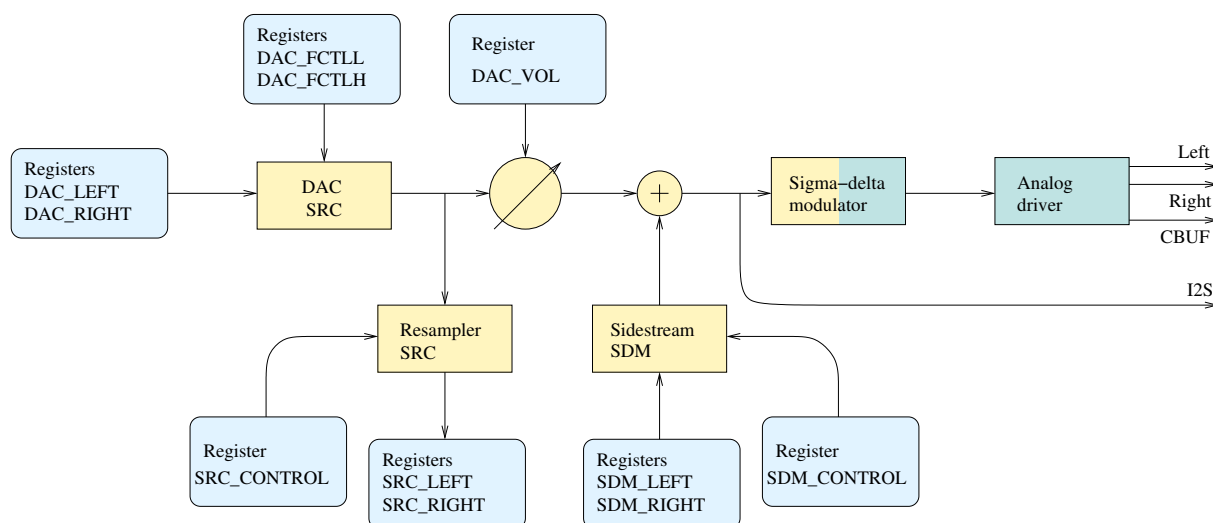 Registers
DAC_FCTLL
DAC_FCTLH
Register
DAC_VOL
Registers
DAC_LEFT
DAC_RIGHT
DAC
SRC
+
Sigma-delta
modulator
Analog
driver
Left
Right
CBUF
I2S
Resampler
SRC
Sidestream
SDM
Register
SRC_CONTROL
Registers
SRC_LEFT
SRC_RIGHT
Registers
SDM_LEFT
SDM_RIGHT
Register
SDM_CONTROL